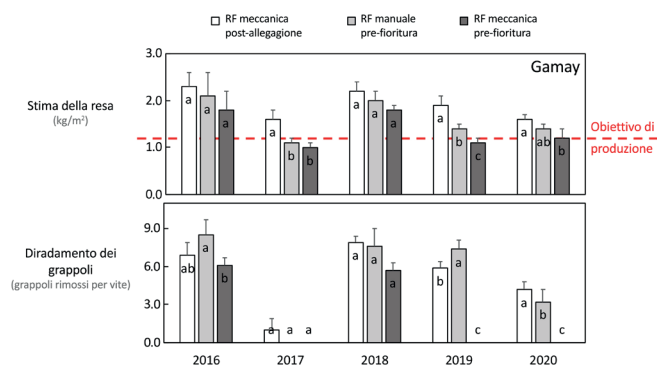 RF meccanica
post-allegagione
RF manuale
pre-fioritura
RF meccanica
pre-fioritura
Gamay
Stima della resa
(kg/m²)
3.0
2.0
1.0
0.0
a a a
a b b
a a a
a b c
a ab b
Obiettivo di
produzione
Diradamento dei
grappoli
(grappoli rimossi per vite)
9.0
6.0
3.0
0.0
ab a b
a a a
a a a
b a c
a b c
2016 2017 2018 2019 2020